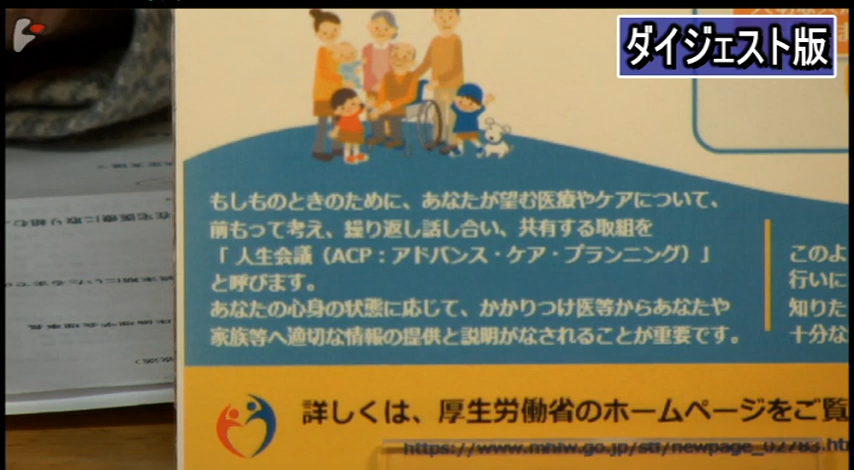 ダイジェスト版
もしものときのために、あなたが望む医療やケアについて、
前もって考え、繰り返し話し合い、共有する取組を
「 人生会議（ACP：アドバンス・ケア・プランニング）」
と呼びます。
あなたの心身の状態に応じて、かかりつけ医等からあなたや
家族等へ適切な情報の提供と説明がなされることが重要です。
このよ
行いに
知りた
十分な
詳しくは、厚生労働省のホームページをご覧
https://www.mhlw.go.jp/stf/newpage_02783.ht